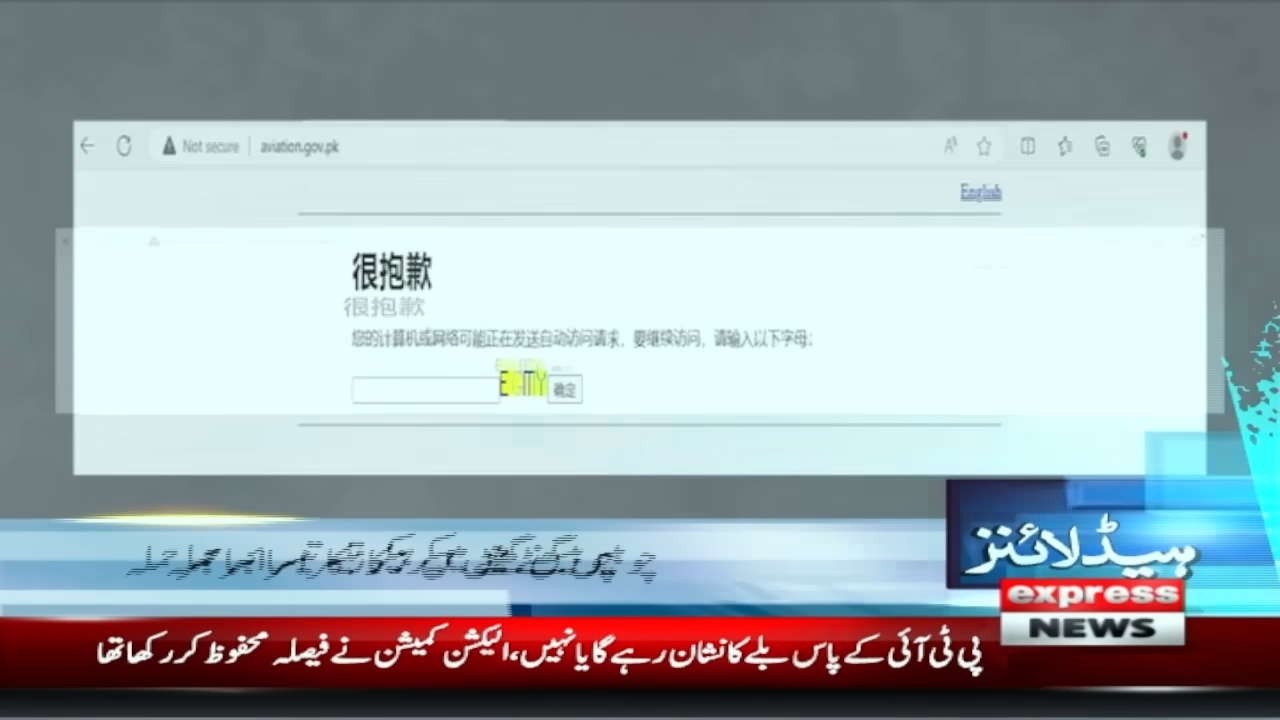 Not secure | aviation.gov.pk
English
很抱歉
很抱歉
您的计算机或网络可能正在发送自动访问请求，要继续访问，请输入以下字母：
确定
ہیڈلائنز
express
NEWS
پی ٹی آئی کے پاس بلے کا نشان رہے گا یا نہیں، الیکشن کمیشن نے فیصلہ محفوظ کر رکھا تھا